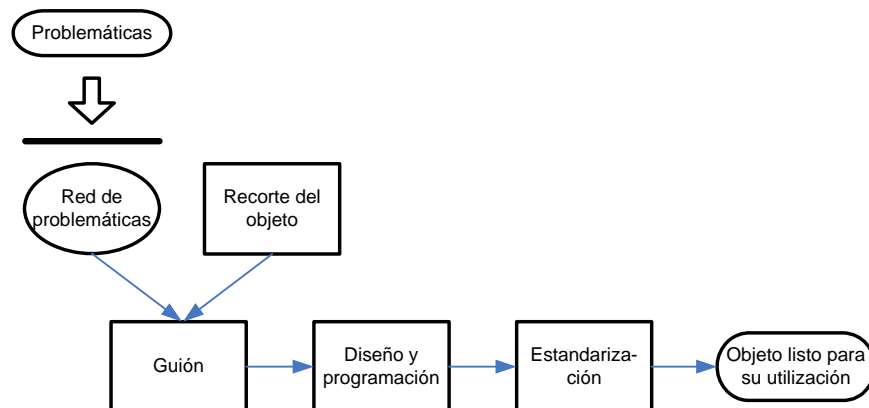 Problemáticas
Red de
problemáticas
Recorte del
objeto
Guión
Diseño y
programación
Estandariza-
ción
Objeto listo para
su utilización